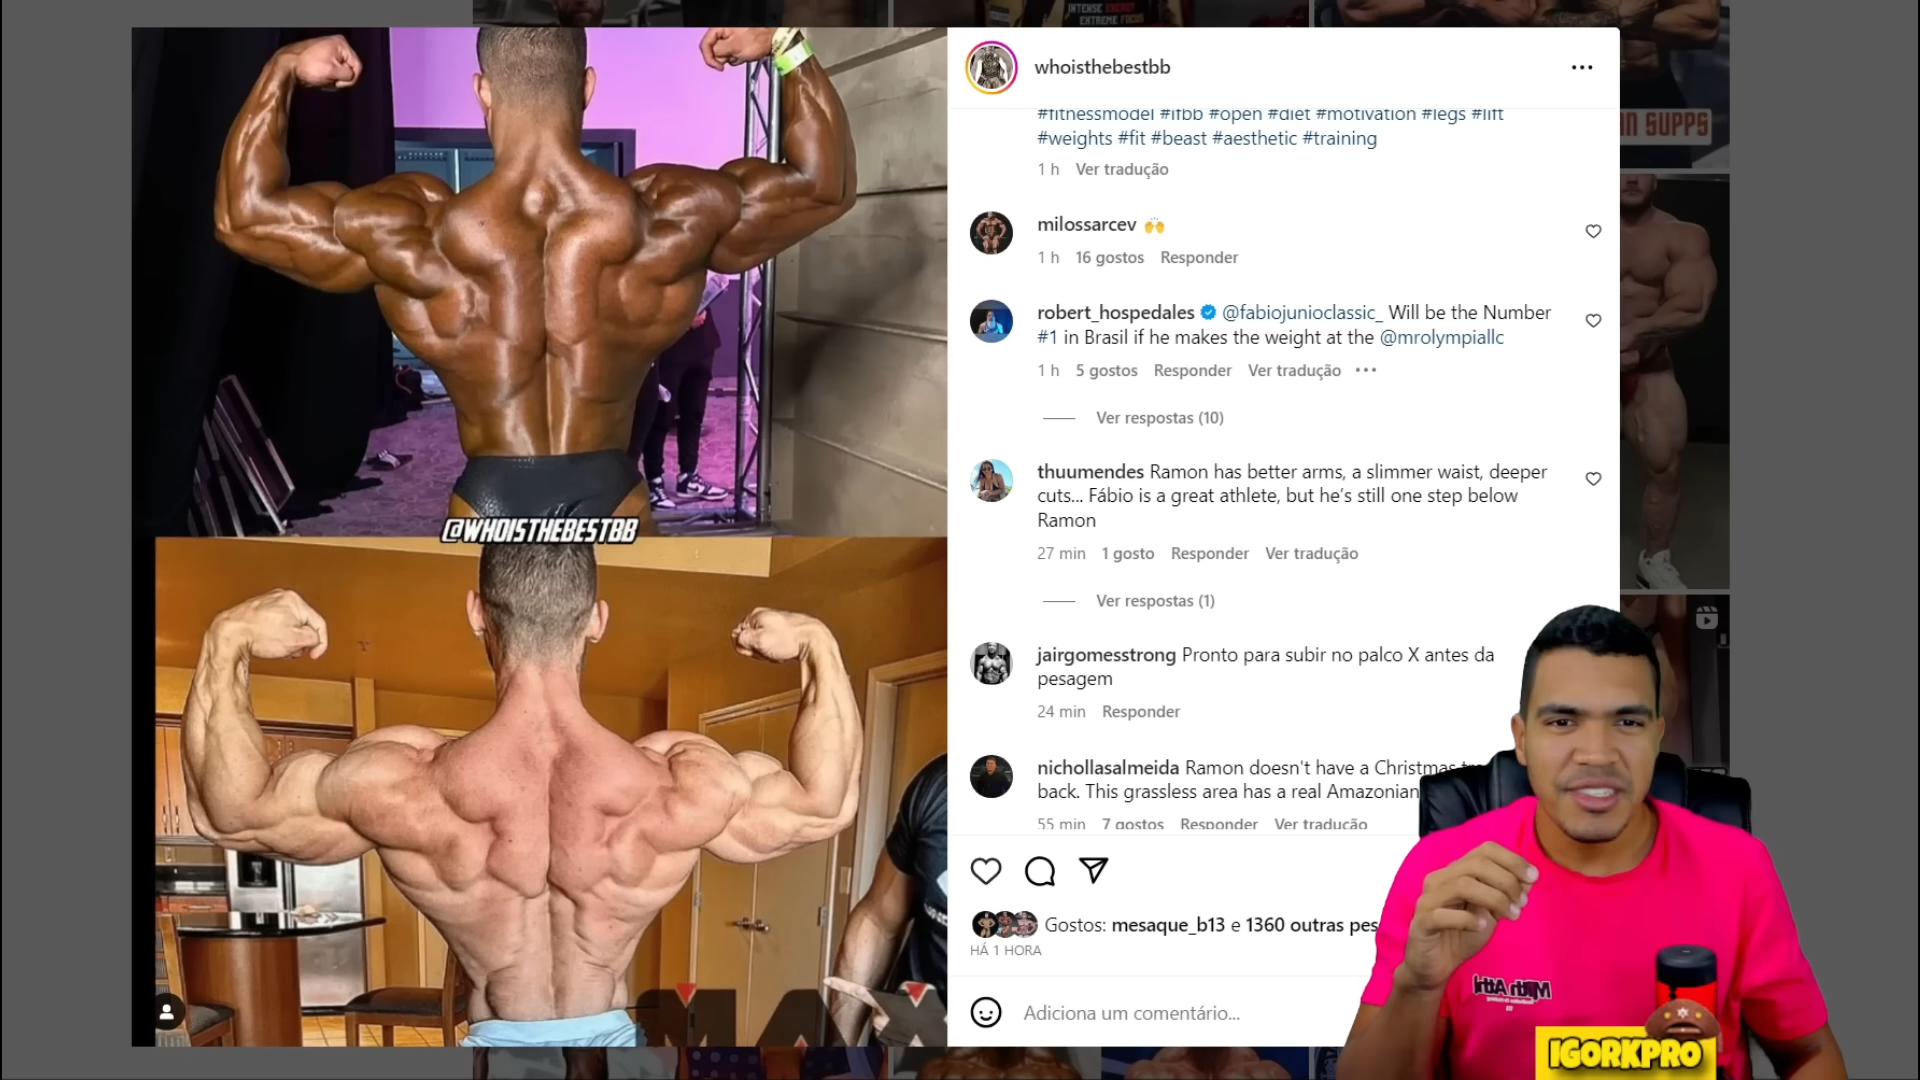 INTENSE ENERGY
EXTREME FOCUS
whoisthebestbb
#fitnessmodel #ifbb #open #diet #motivation #legs #lift
#weights #fit #beast #aesthetic #training
1 h Ver tradução
milossarcev 🙌
1 h 16 gostos Responder
robert_hospedales @fabiojunioclassic_ Will be the Number
#1 in Brasil if he makes the weight at the @mrolympiallc
1 h 5 gostos Responder Ver tradução
Ver respostas (10)
thuumendes Ramon has better arms, a slimmer waist, deeper
cuts... Fábio is a great athlete, but he's still one step below
Ramon
27 min 1 gosto Responder Ver tradução
Ver respostas (1)
jairgomesstrong Pronto para subir no palco X antes da
pesagem
24 min Responder
nichollasalmeida Ramon doesn't have a Christmas
back. This grassless area has a real Amazonian
55 min 7 gostos Responder Ver tradução
Gostos: mesaque_b13 e 1360 outras pes
HÁ 1 HORA
Adiciona um comentário...
@WHOISTHEBESTBB
MAX
SUPPS
IGORKPRO